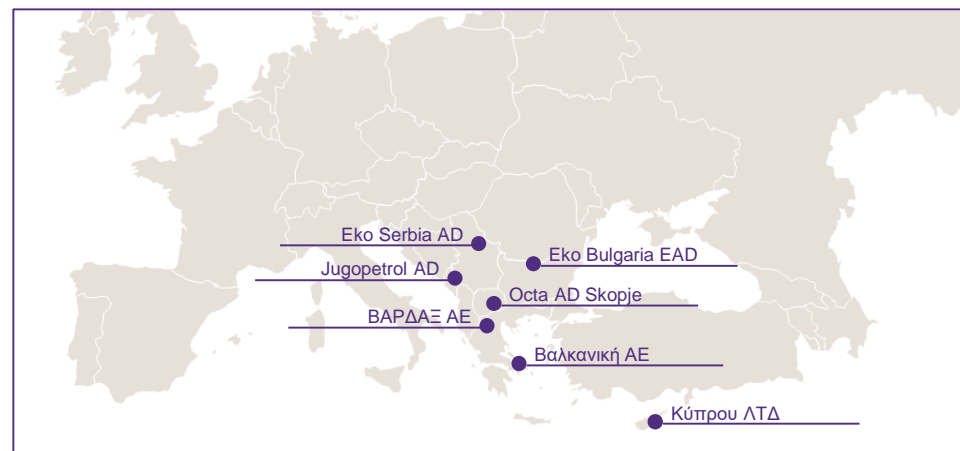 Eko Serbia AD
Eko Bulgaria EAD
Jugopetrol AD
Octa AD Skopje
ΒΑΡΔΑΞ ΑΕ
Βαλκανική ΑΕ
Κύπρου ΛΤΔ